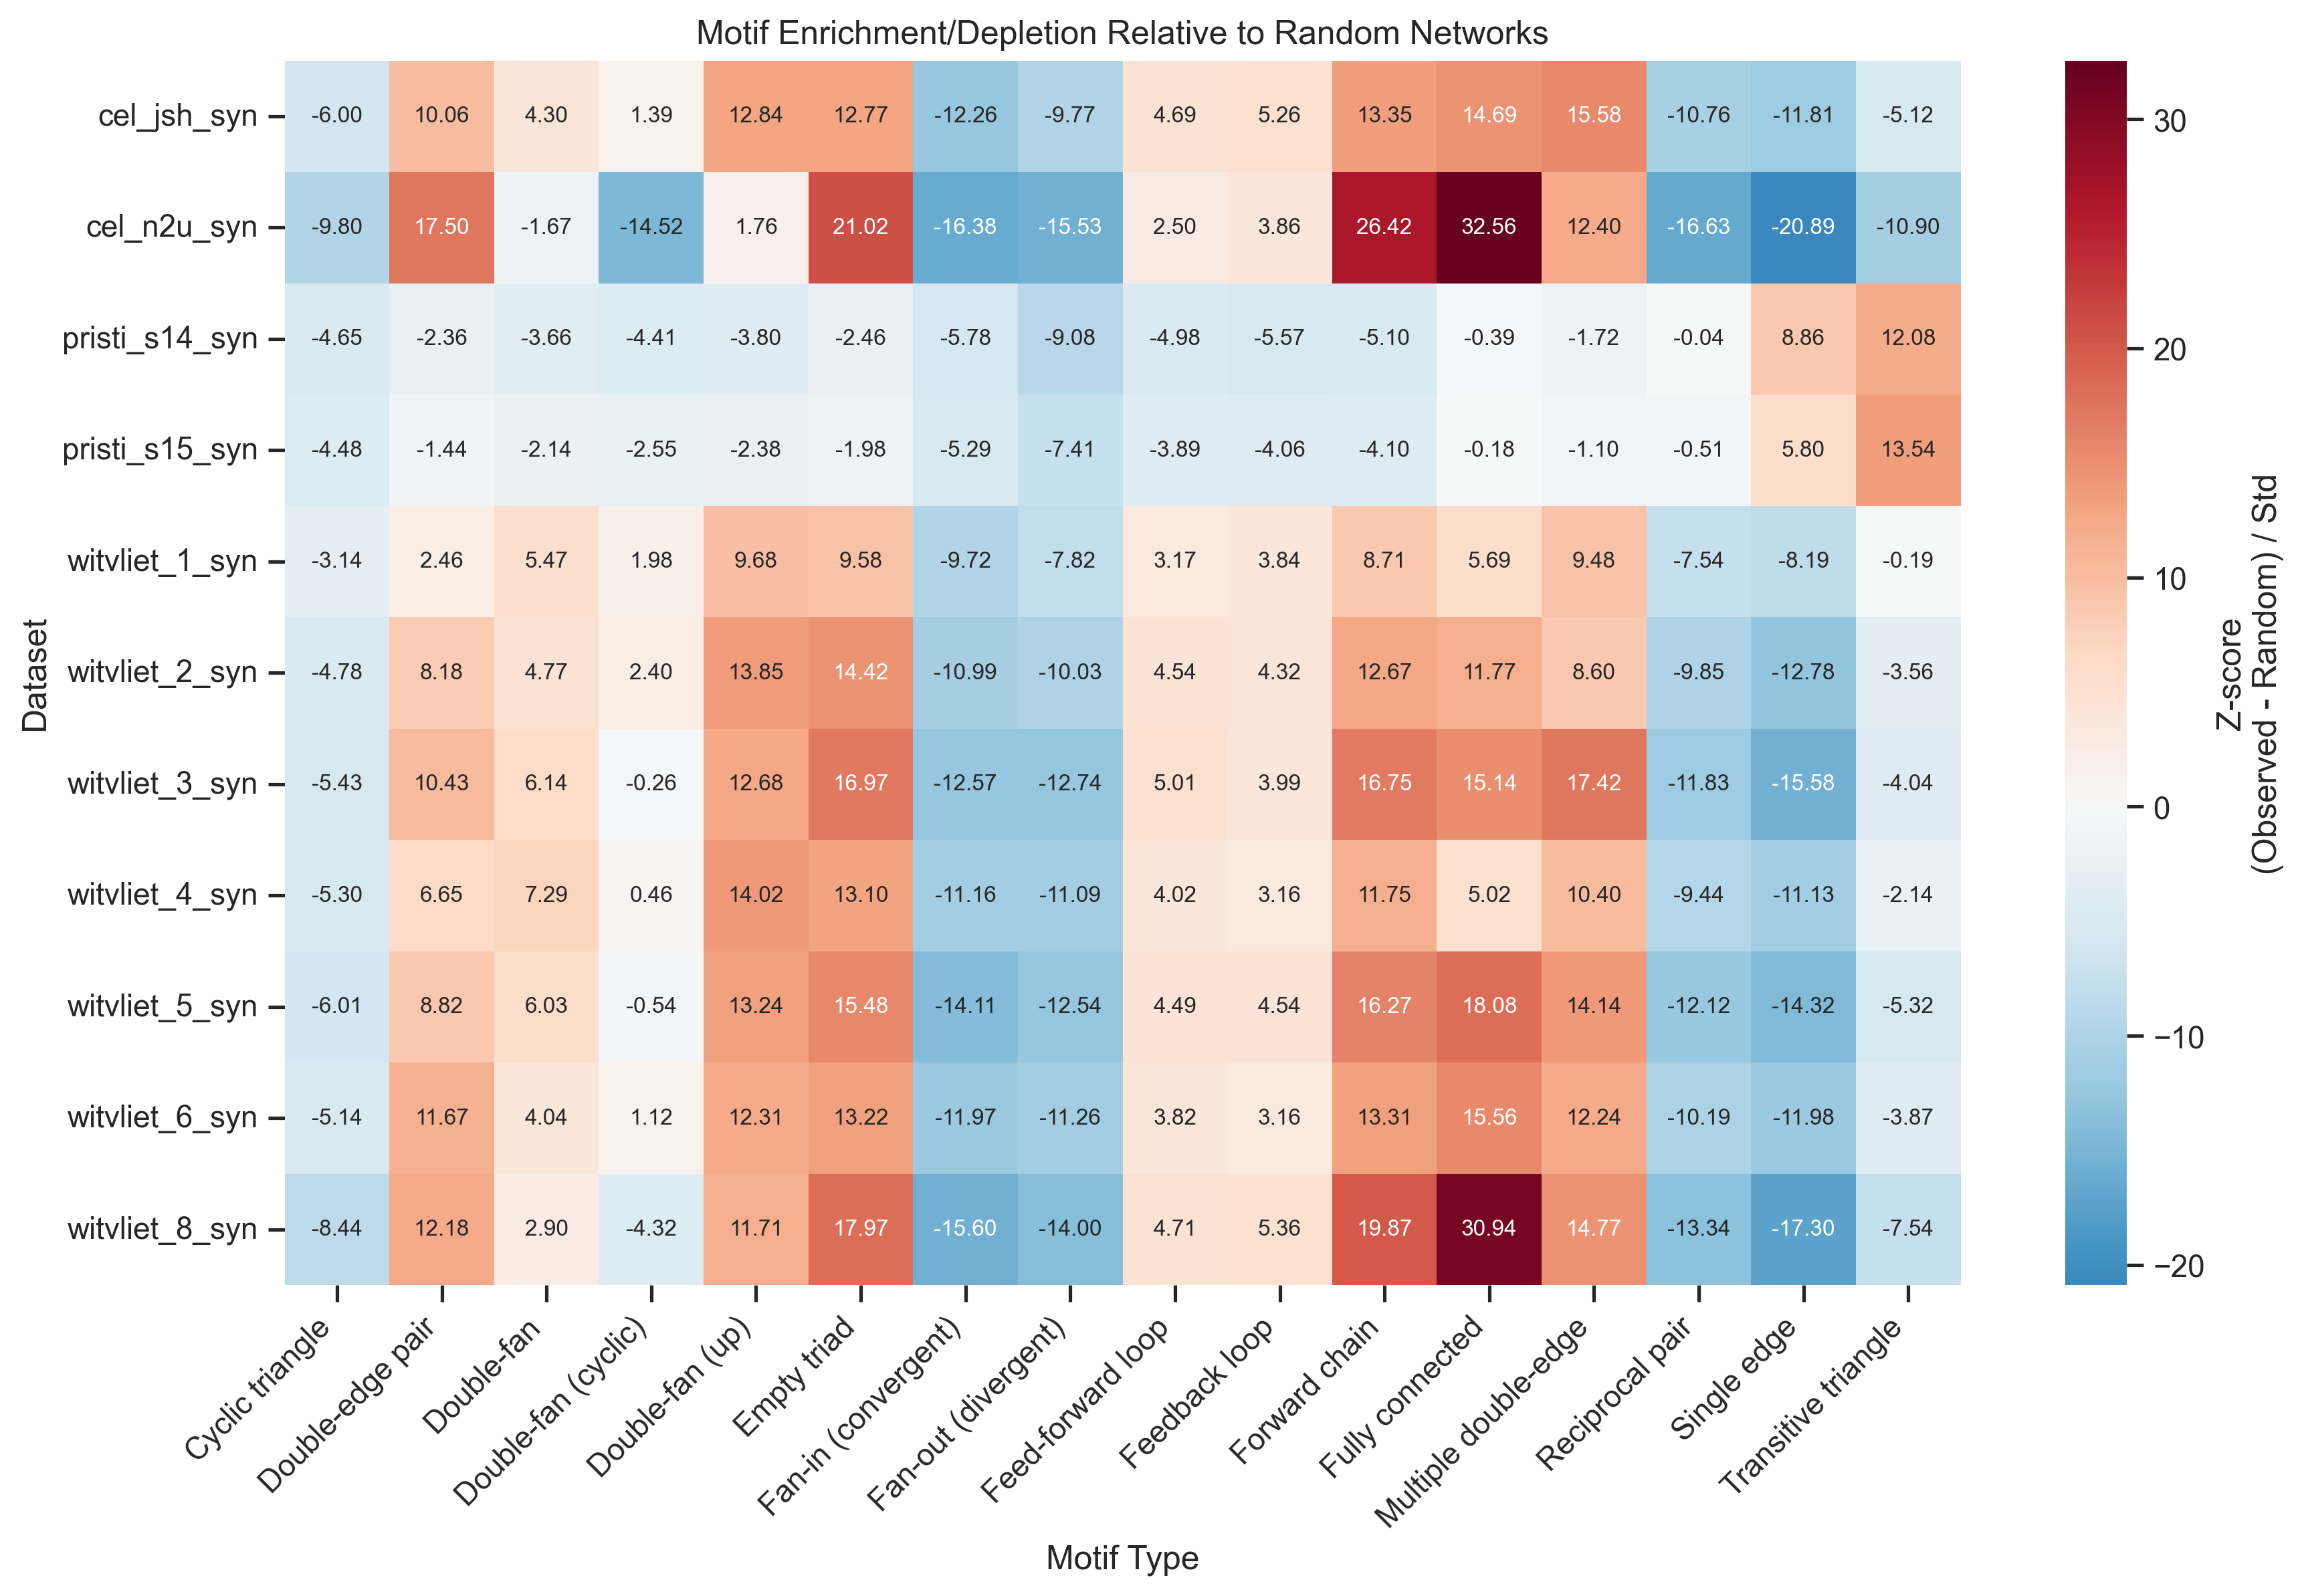 Motif Enrichment/Depletion Relative to Random Networks
cel_jsh_syn -6.00 10.06 4.30 1.39 12.84 12.77 -12.26 -9.77 4.69 5.26 13.35 14.69 15.58 -10.76 -11.81 -5.12
cel_n2u_syn -9.80 17.50 -1.67 -14.52 1.76 21.02 -16.38 -15.53 2.50 3.86 26.42 32.56 12.40 -16.63 -20.89 -10.90
pristi_s14_syn -4.65 -2.36 -3.66 -4.41 -3.80 -2.46 -5.78 -9.08 -4.98 -5.57 -5.10 -0.39 -1.72 -0.04 8.86 12.08
pristi_s15_syn -4.48 -1.44 -2.14 -2.55 -2.38 -1.98 -5.29 -7.41 -3.89 -4.06 -4.10 -0.18 -1.10 -0.51 5.80 13.54
witvliet_1_syn -3.14 2.46 5.47 1.98 9.68 9.58 -9.72 -7.82 3.17 3.84 8.71 5.69 9.48 -7.54 -8.19 -0.19
witvliet_2_syn -4.78 8.18 4.77 2.40 13.85 14.42 -10.99 -10.03 4.54 4.32 12.67 11.77 8.60 -9.85 -12.78 -3.56
witvliet_3_syn -5.43 10.43 6.14 -0.26 12.68 16.97 -12.57 -12.74 5.01 3.99 16.75 15.14 17.42 -11.83 -15.58 -4.04
witvliet_4_syn -5.30 6.65 7.29 0.46 14.02 13.10 -11.16 -11.09 4.02 3.16 11.75 5.02 10.40 -9.44 -11.13 -2.14
witvliet_5_syn -6.01 8.82 6.03 -0.54 13.24 15.48 -14.11 -12.54 4.49 4.54 16.27 18.08 14.14 -12.12 -14.32 -5.32
witvliet_6_syn -5.14 11.67 4.04 1.12 12.31 13.22 -11.97 -11.26 3.82 3.16 13.31 15.56 12.24 -10.19 -11.98 -3.87
witvliet_8_syn -8.44 12.18 2.90 -4.32 11.71 17.97 -15.60 -14.00 4.71 5.36 19.87 30.94 14.77 -13.34 -17.30 -7.54
Dataset
Cyclic triangle
Double-edge pair
Double-fan
Double-fan (cyclic)
Double-fan (up)
Empty triad
Fan-in (convergent)
Fan-out (divergent)
Feed-forward loop
Feedback loop
Forward chain
Fully connected
Multiple double-edge
Reciprocal pair
Single edge
Transitive triangle
Motif Type
30
20
10
0
−10
−20
Z-score
(Observed - Random) / Std